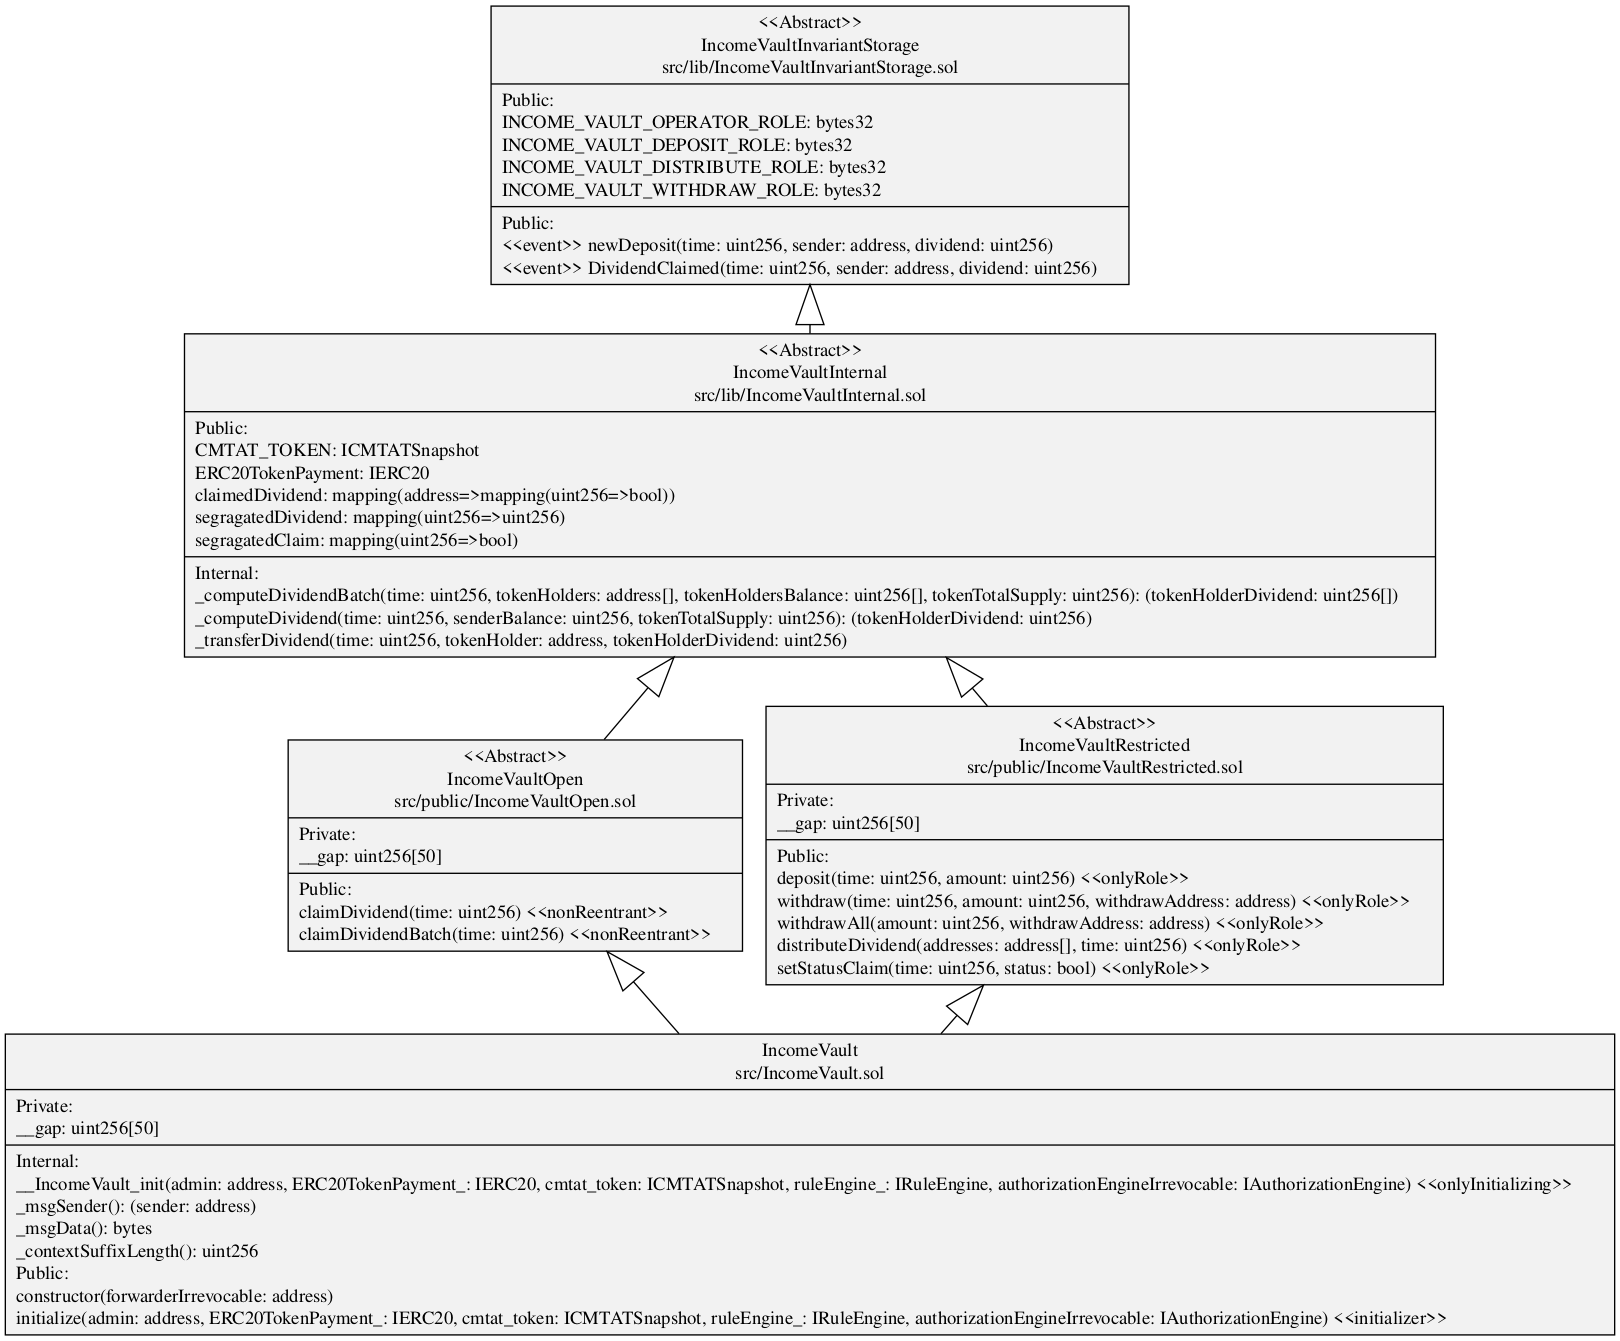 <<Abstract>>
IncomeVaultInvariantStorage
src/lib/IncomeVaultInvariantStorage.sol
Public:
INCOME_VAULT_OPERATOR_ROLE: bytes32
INCOME_VAULT_DEPOSIT_ROLE: bytes32
INCOME_VAULT_DISTRIBUTE_ROLE: bytes32
INCOME_VAULT_WITHDRAW_ROLE: bytes32
Public:
<<event>> newDeposit(time: uint256, sender: address, dividend: uint256)
<<event>> DividendClaimed(time: uint256, sender: address, dividend: uint256)
<<Abstract>>
IncomeVaultInternal
src/lib/IncomeVaultInternal.sol
Public:
CMTAT_TOKEN: ICMTATSnapshot
ERC20TokenPayment: IERC20
claimedDividend: mapping(address=>mapping(uint256=>bool))
segragatedDividend: mapping(uint256=>uint256)
segragatedClaim: mapping(uint256=>bool)
Internal:
_computeDividendBatch(time: uint256, tokenHolders: address[], tokenHoldersBalance: uint256[], tokenTotalSupply: uint256): (tokenHolderDividend: uint256[])
_computeDividend(time: uint256, senderBalance: uint256, tokenTotalSupply: uint256): (tokenHolderDividend: uint256)
_transferDividend(time: uint256, tokenHolder: address, tokenHolderDividend: uint256)
<<Abstract>>
IncomeVaultOpen
src/public/IncomeVaultOpen.sol
Private:
__gap: uint256[50]
Public:
claimDividend(time: uint256) <<nonReentrant>>
claimDividendBatch(time: uint256) <<nonReentrant>>
<<Abstract>>
IncomeVaultRestricted
src/public/IncomeVaultRestricted.sol
Private:
__gap: uint256[50]
Public:
deposit(time: uint256, amount: uint256) <<onlyRole>>
withdraw(time: uint256, amount: uint256, withdrawAddress: address) <<onlyRole>>
withdrawAll(amount: uint256, withdrawAddress: address) <<onlyRole>>
distributeDividend(addresses: address[], time: uint256) <<onlyRole>>
setStatusClaim(time: uint256, status: bool) <<onlyRole>>
IncomeVault
src/IncomeVault.sol
Private:
__gap: uint256[50]
Internal:
__IncomeVault_init(admin: address, ERC20TokenPayment_: IERC20, cmtat_token: ICMTATSnapshot, ruleEngine_: IRuleEngine, authorizationEngineIrrevocable: IAuthorizationEngine) <<onlyInitializing>>
_msgSender(): (sender: address)
_msgData(): bytes
_contextSuffixLength(): uint256
Public:
constructor(forwarderIrrevocable: address)
initialize(admin: address, ERC20TokenPayment_: IERC20, cmtat_token: ICMTATSnapshot, ruleEngine_: IRuleEngine, authorizationEngineIrrevocable: IAuthorizationEngine) <<initializer>>